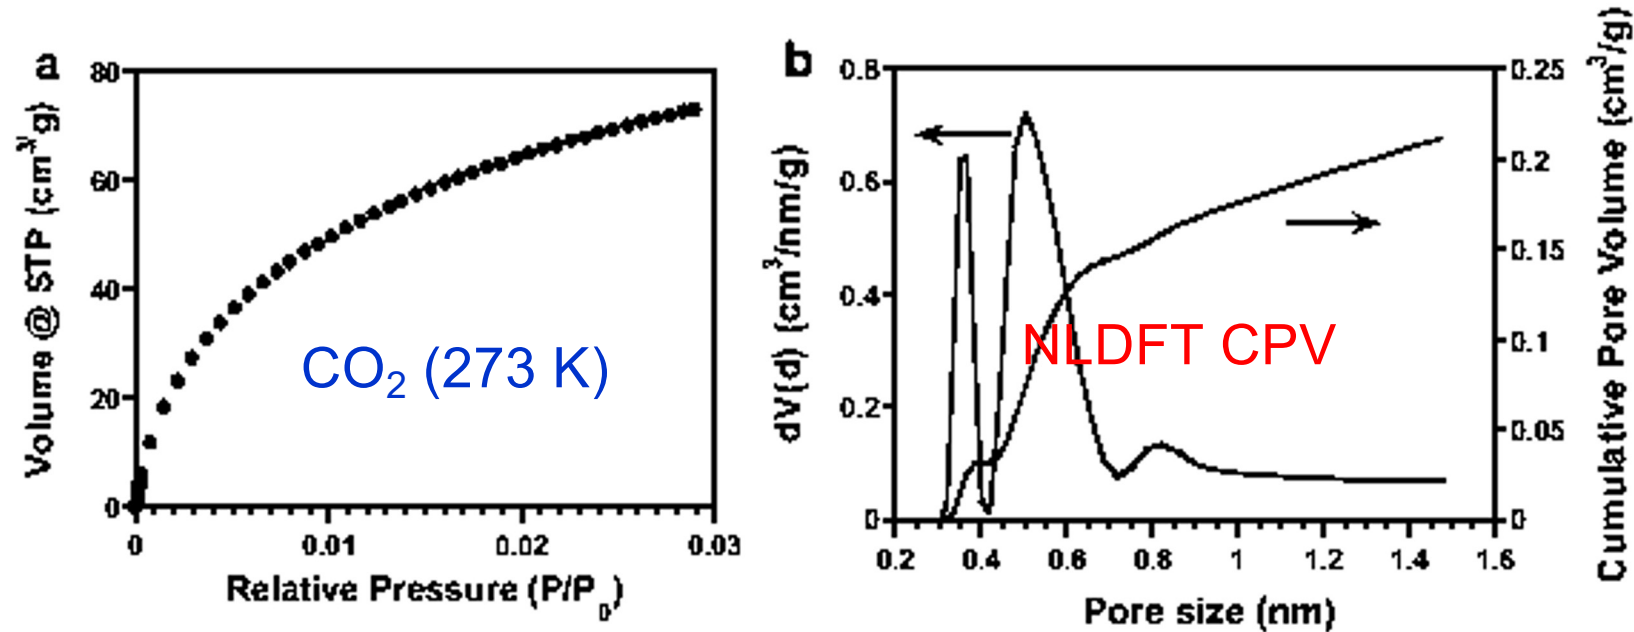 a
Volume @ STP (cm³/g)
80
60
40
20
0
0 0.01 0.02 0.03
Relative Pressure (P/P₀)
CO₂ (273 K)
b
dV(d) (cm³/nm/g)
0.8
0.6
0.4
0.2
0
0.2 0.4 0.6 0.8 1 1.2 1.4 1.6
Pore size (nm)
NLDFT CPV
0.25
0.2
0.15
0.1
0.05
0
Cumulative Pore Volume (cm³/g)